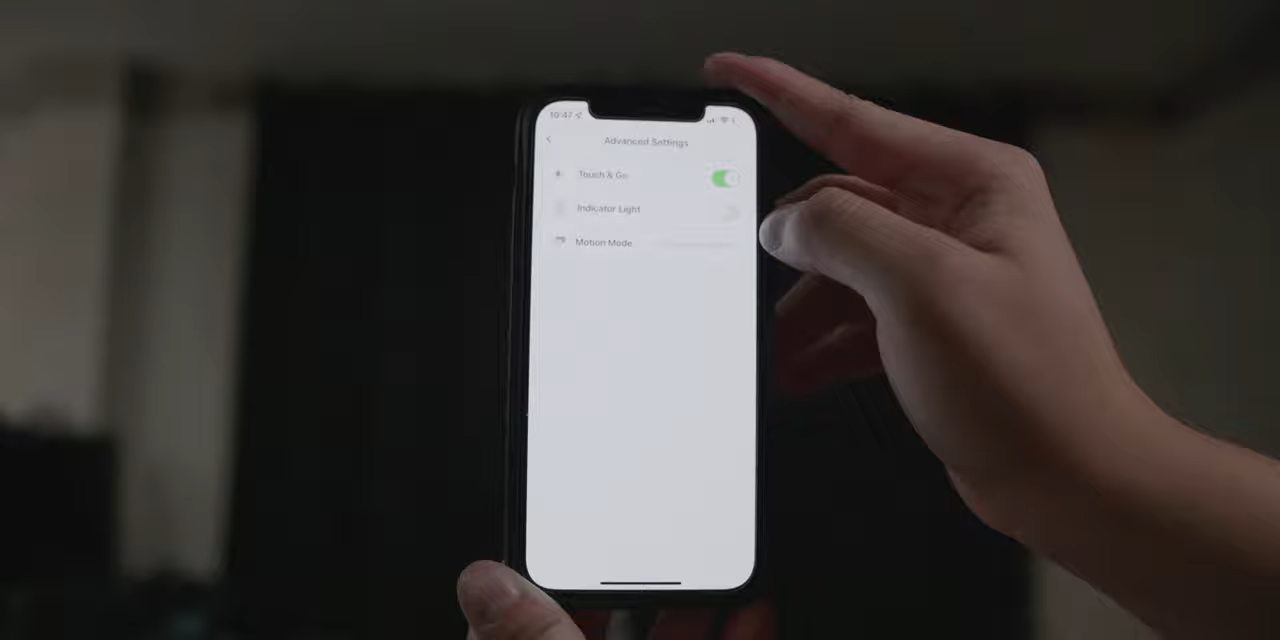 10:47
Advanced Settings
Touch & Go
Indicator Light
Motion Mode